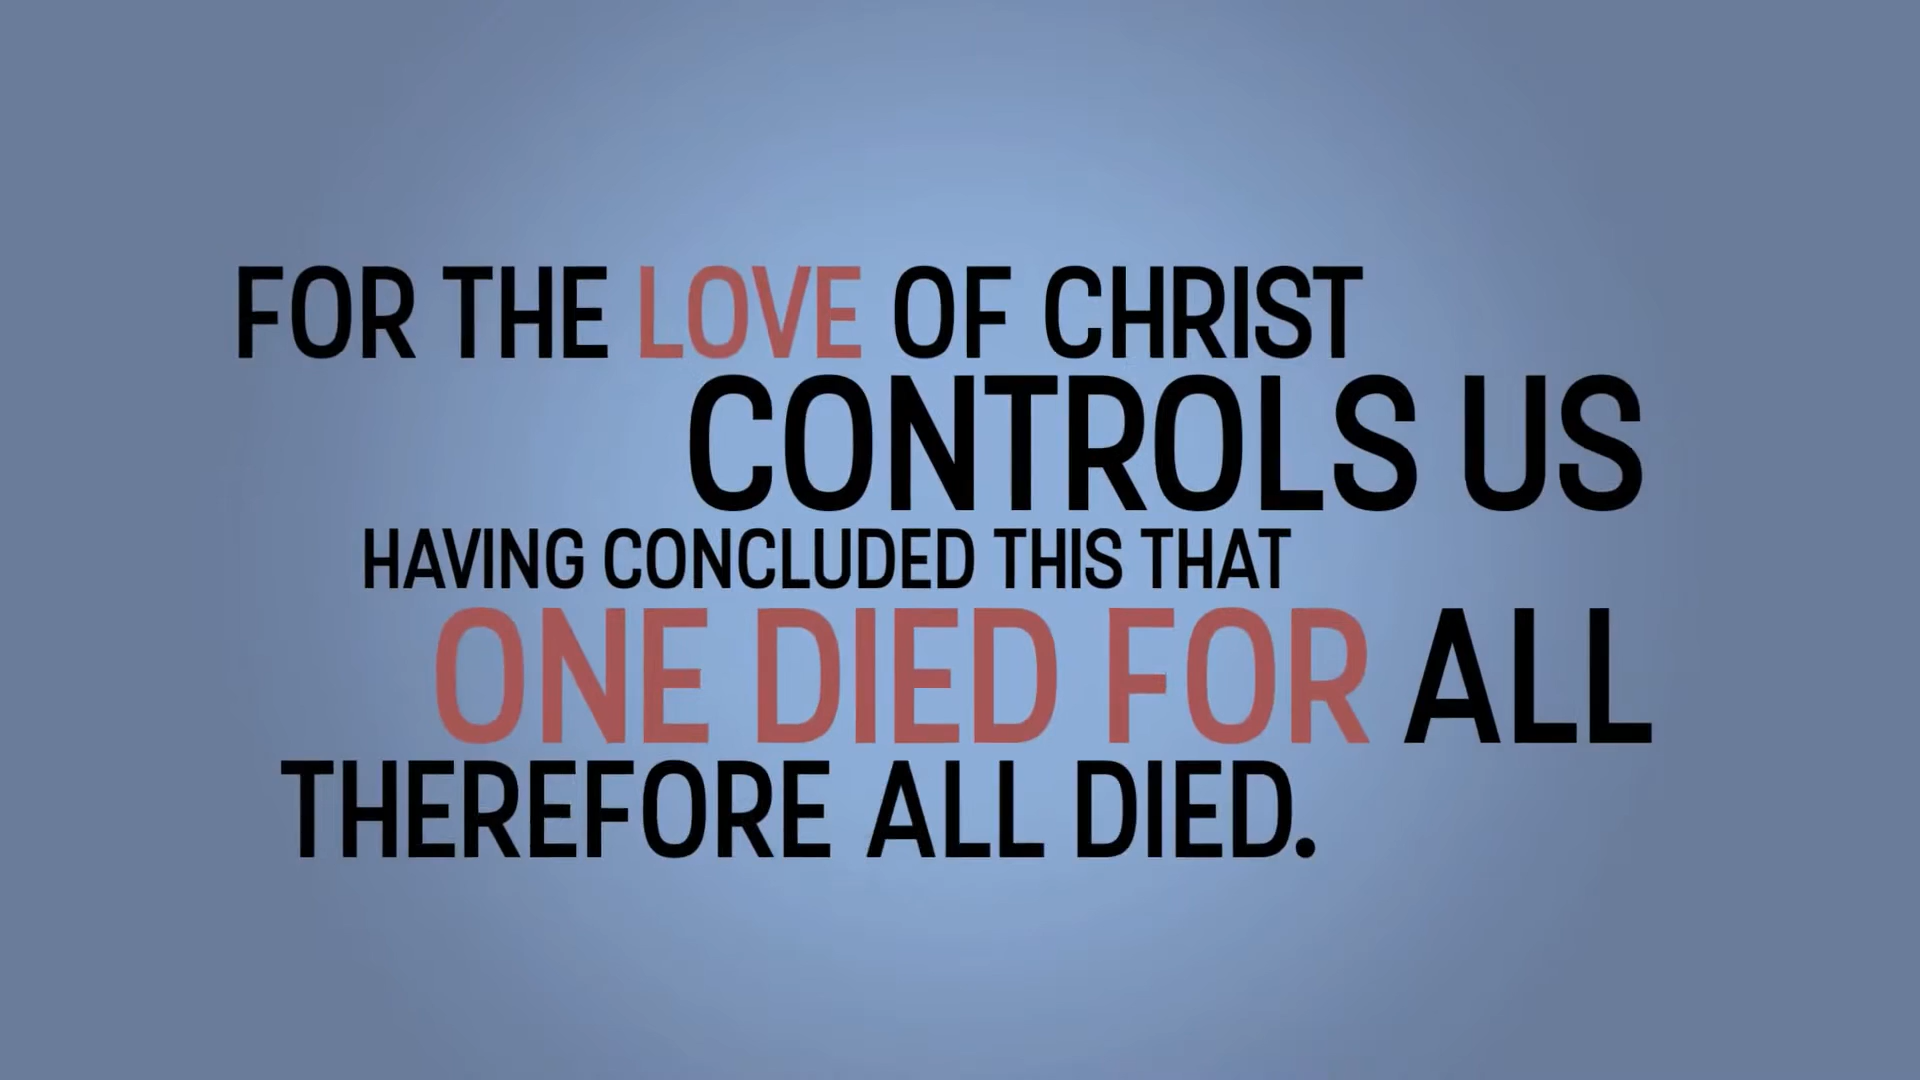 FOR THE LOVE OF CHRIST
CONTROLS US
HAVING CONCLUDED THIS THAT
ONE DIED FOR ALL
THEREFORE ALL DIED.